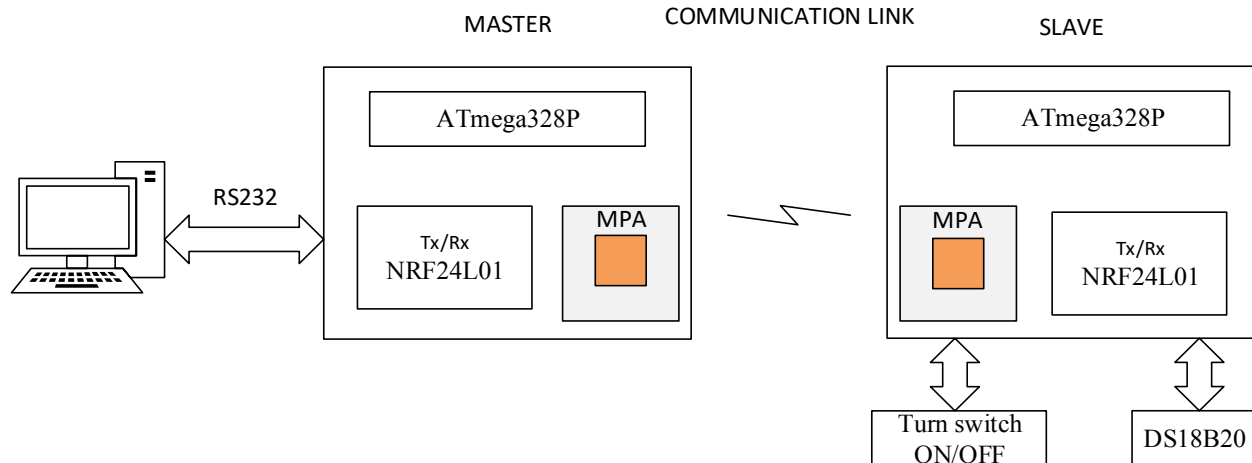 COMMUNICATION LINK
MASTER
SLAVE
ATmega328P
ATmega328P
RS232
MPA
MPA
Tx/Rx
NRF24L01
Tx/Rx
NRF24L01
Turn switch
ON/OFF
DS18B20